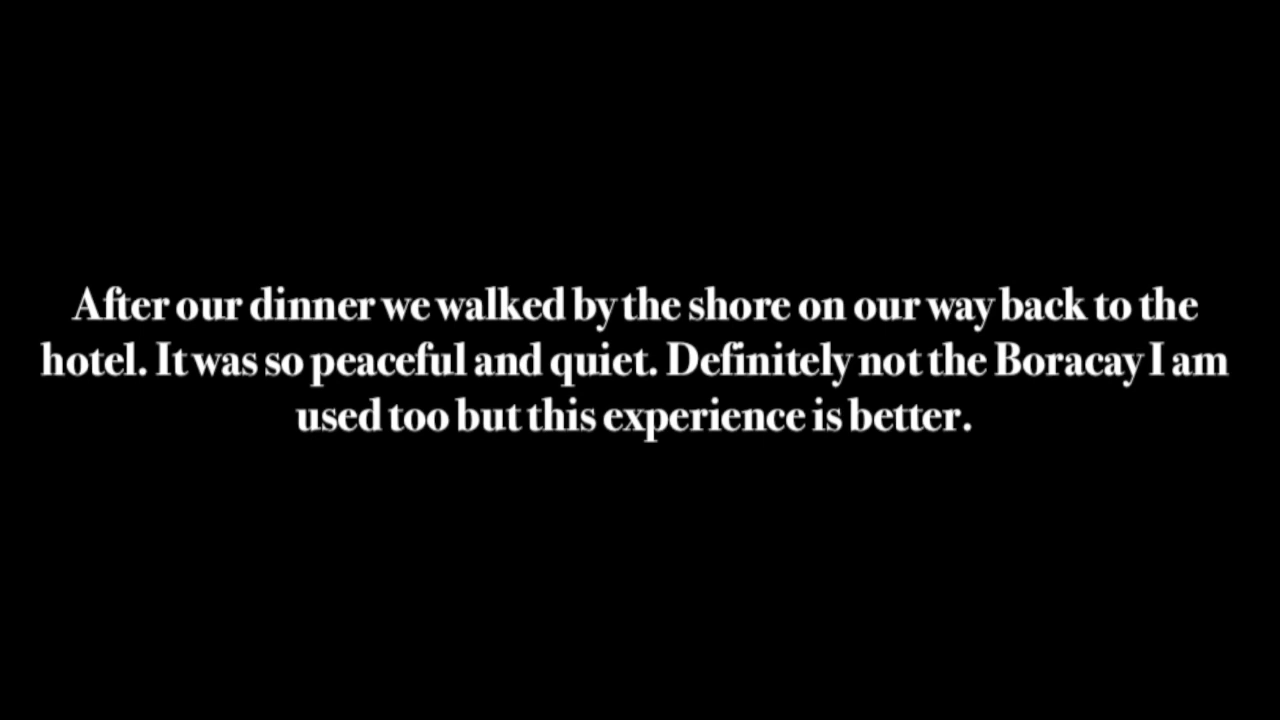 After our dinner we walked by the shore on our way back to the
hotel. It was so peaceful and quiet. Definitely not the Boracay I am
used too but this experience is better.